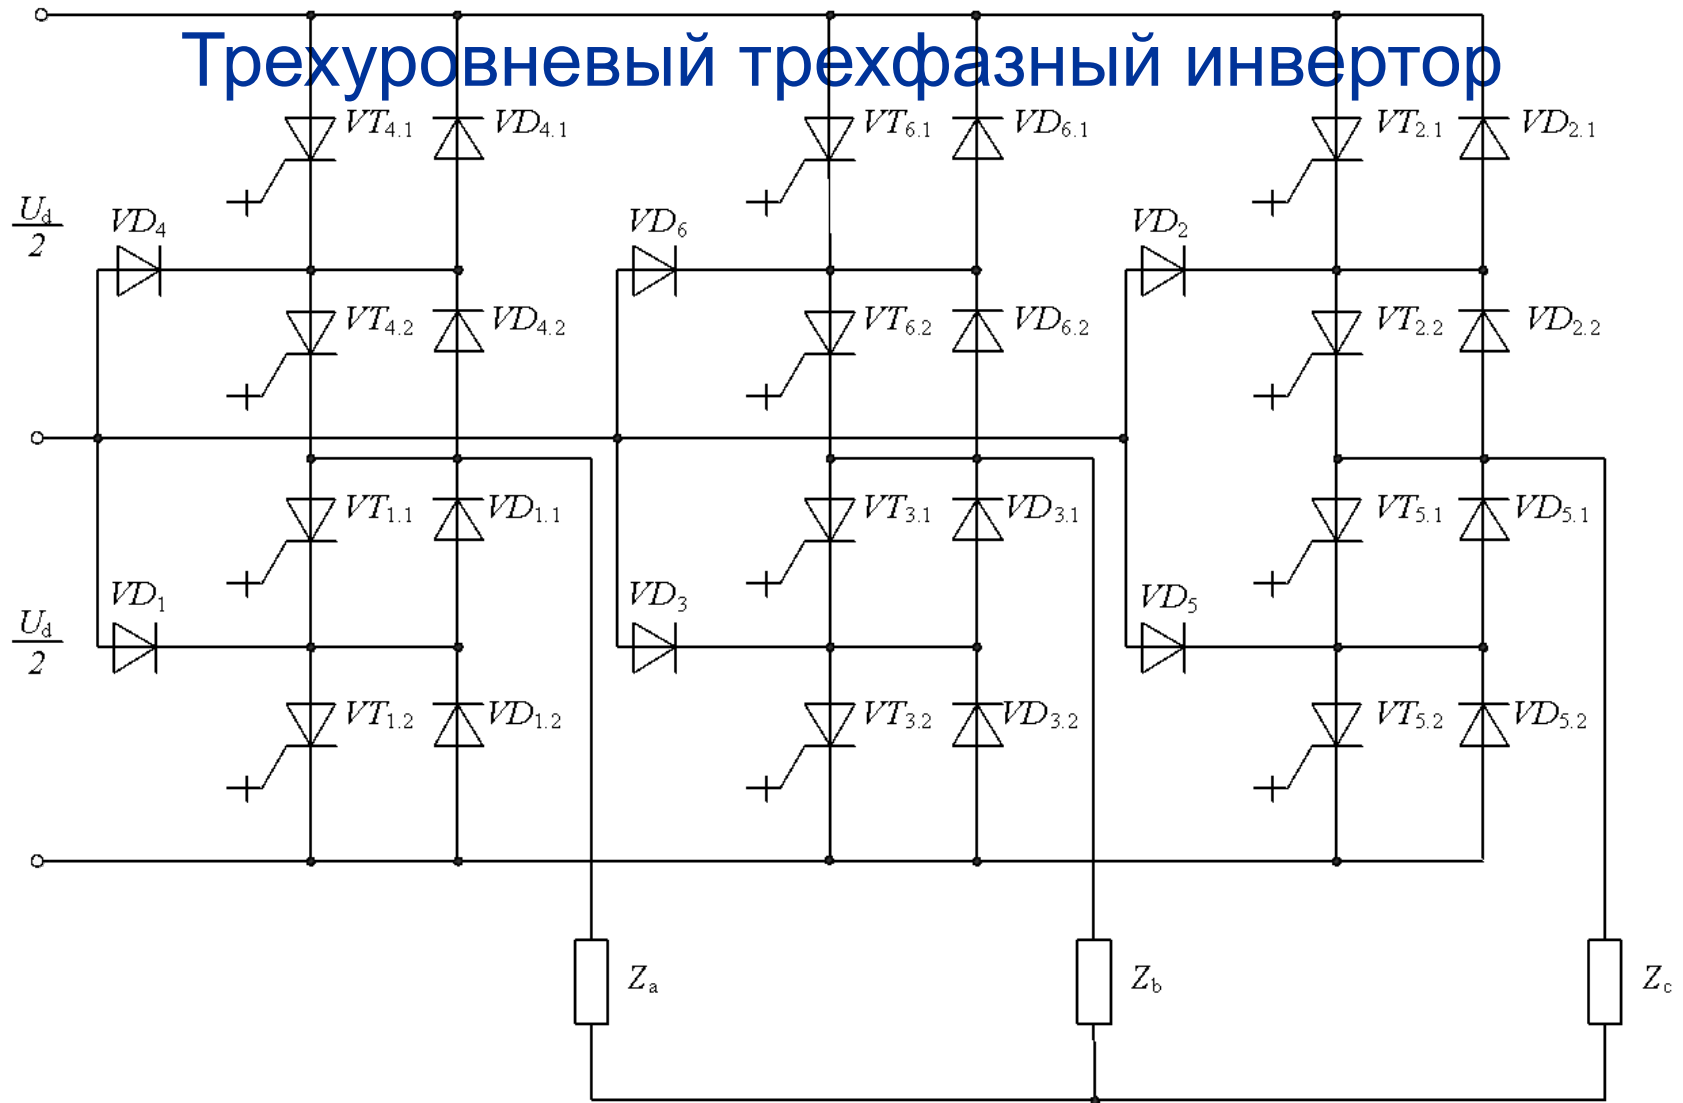 Трехуровневый трехфазный инвертор
VT4.1 VD4.1 VT6.1 VD6.1 VT2.1 VD2.1
Ud
2
VD4 VD6 VD2
VT4.2 VD4.2 VT6.2 VD6.2 VT2.2 VD2.2
VT1.1 VD1.1 VT3.1 VD3.1 VT5.1 VD5.1
VD1 VD3 VD5
Ud
2
VT1.2 VD1.2 VT3.2 VD3.2 VT5.2 VD5.2
Za Zb Zc